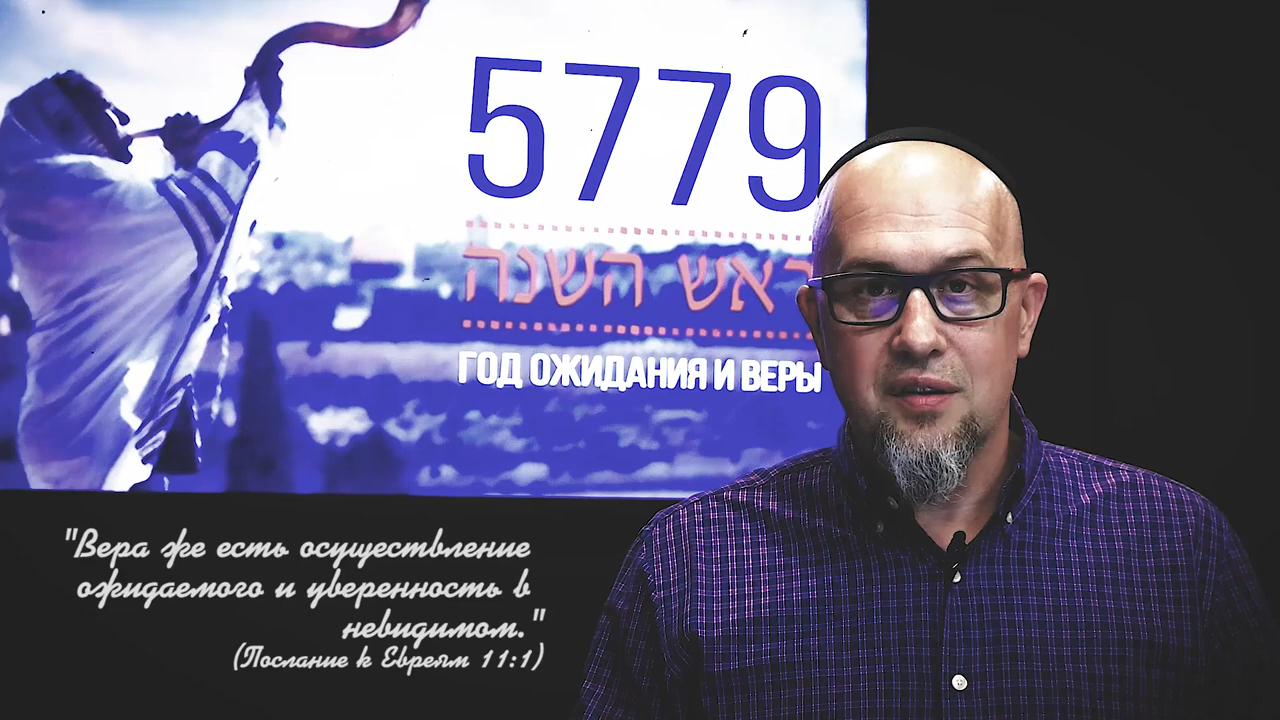 5779
ראש השנה
ГОД ОЖИДАНИЯ И ВЕРЫ
"Вера же есть осуществление
ожидаемого и уверенность в
невидимом."
(Послание к Евреям 11:1)